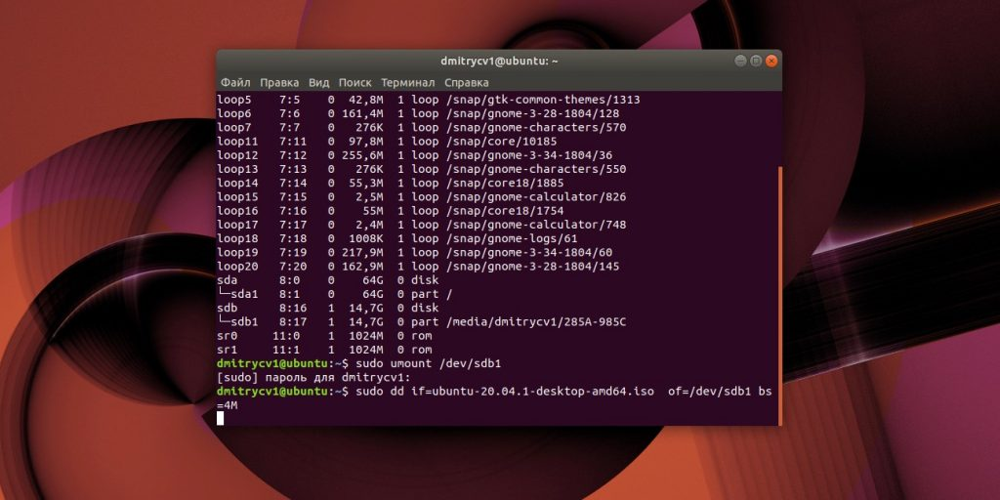 dmitrycv1@ubuntu: ~
Файл Правка Вид Поиск Терминал Справка
loop5 7:5 0 42,8M 1 loop /snap/gtk-common-themes/1313
loop6 7:6 0 161,4M 1 loop /snap/gnome-3-28-1804/128
loop7 7:7 0 276K 1 loop /snap/gnome-characters/570
loop11 7:11 0 97,8M 1 loop /snap/core/10185
loop12 7:12 0 255,6M 1 loop /snap/gnome-3-34-1804/36
loop13 7:13 0 276K 1 loop /snap/gnome-characters/550
loop14 7:14 0 55,3M 1 loop /snap/core18/1885
loop15 7:15 0 2,5M 1 loop /snap/gnome-calculator/826
loop16 7:16 0 55M 1 loop /snap/core18/1754
loop17 7:17 0 2,4M 1 loop /snap/gnome-calculator/748
loop18 7:18 0 1008K 1 loop /snap/gnome-logs/61
loop19 7:19 0 217,9M 1 loop /snap/gnome-3-34-1804/60
loop20 7:20 0 162,9M 1 loop /snap/gnome-3-28-1804/145
sda 8:0 0 64G 0 disk
└─sda1 8:1 0 64G 0 part /
sdb 8:16 1 14,7G 0 disk
└─sdb1 8:17 1 14,7G 0 part /media/dmitrycv1/285A-985C
sr0 11:0 1 1024M 0 rom
sr1 11:1 1 1024M 0 rom
dmitrycv1@ubuntu:~$ sudo umount /dev/sdb1
[sudo] пароль для dmitrycv1:
dmitrycv1@ubuntu:~$ sudo dd if=ubuntu-20.04.1-desktop-amd64.iso  of=/dev/sdb1 bs
=4M